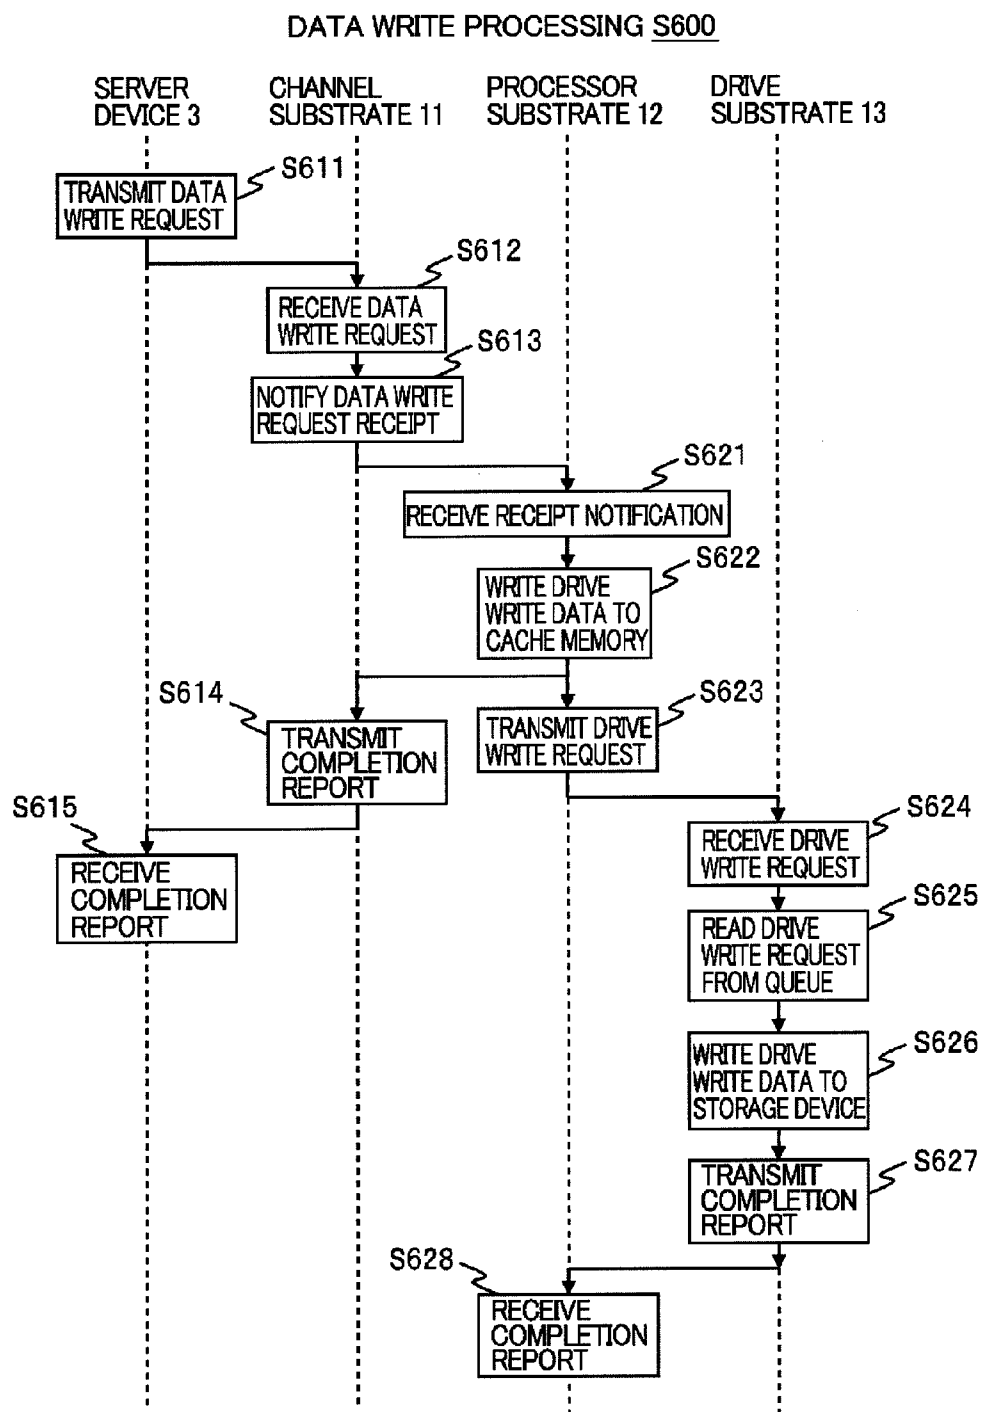 DATA WRITE PROCESSING S600
SERVER
DEVICE 3
CHANNEL
SUBSTRATE 11
PROCESSOR
SUBSTRATE 12
DRIVE
SUBSTRATE 13
S611
TRANSMIT DATA
WRITE REQUEST
S612
RECEIVE DATA
WRITE REQUEST
S613
NOTIFY DATA WRITE
REQUEST RECEIPT
S621
RECEIVE RECEIPT NOTIFICATION
S622
WRITE DRIVE
WRITE DATA TO
CACHE MEMORY
S614
TRANSMIT
COMPLETION
REPORT
S623
TRANSMIT DRIVE
WRITE REQUEST
S615
RECEIVE
COMPLETION
REPORT
S624
RECEIVE DRIVE
WRITE REQUEST
S625
READ DRIVE
WRITE REQUEST
FROM QUEUE
S626
WRITE DRIVE
WRITE DATA TO
STORAGE DEVICE
S627
TRANSMIT
COMPLETION
REPORT
S628
RECEIVE
COMPLETION
REPORT